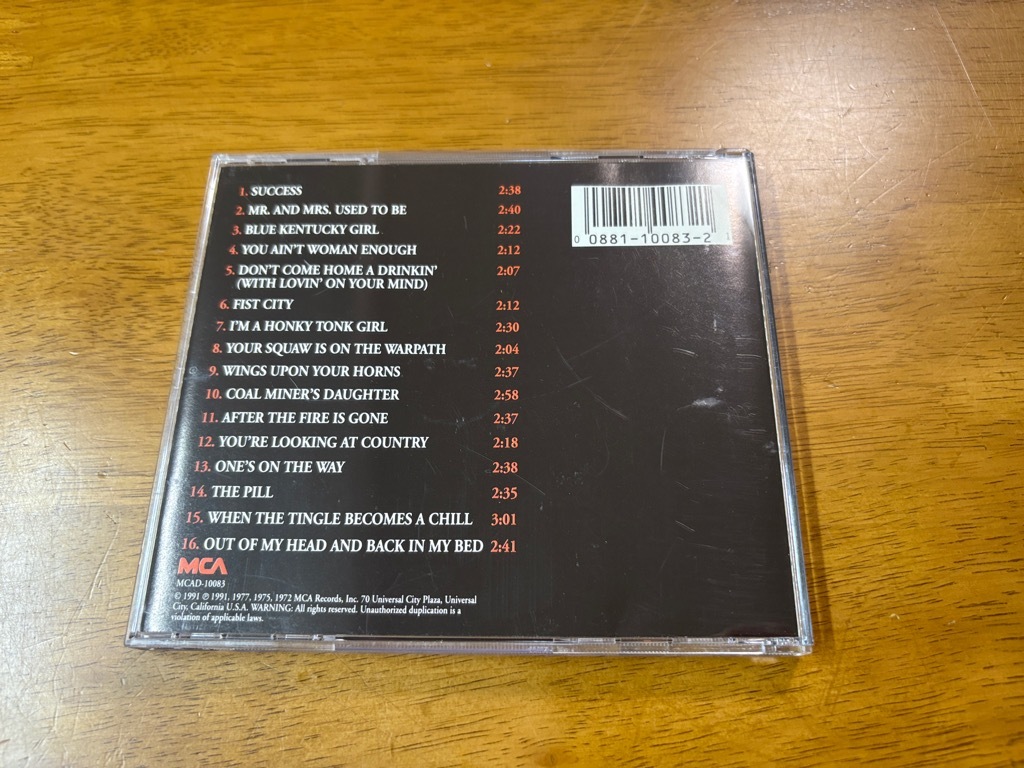 1. SUCCESS 2:38
2. MR. AND MRS. USED TO BE 2:40
3. BLUE KENTUCKY GIRL 2:22
4. YOU AIN'T WOMAN ENOUGH 2:12
5. DON'T COME HOME A DRINKIN' 2:07
(WITH LOVIN' ON YOUR MIND)
6. FIST CITY 2:12
7. I'M A HONKY TONK GIRL 2:30
8. YOUR SQUAW IS ON THE WARPATH 2:04
9. WINGS UPON YOUR HORNS 2:37
10. COAL MINER'S DAUGHTER 2:58
11. AFTER THE FIRE IS GONE 2:37
12. YOU'RE LOOKING AT COUNTRY 2:18
13. ONE'S ON THE WAY 2:38
14. THE PILL 2:35
15. WHEN THE TINGLE BECOMES A CHILL 3:01
16. OUT OF MY HEAD AND BACK IN MY BED 2:41
MCA
MCAD-10083
© 1991 ℗ 1991, 1977, 1975, 1972 MCA Records, Inc. 70 Universal City Plaza, Universal
City, California U.S.A. WARNING: All rights reserved. Unauthorized duplication is a
violation of applicable laws.
0 0881-10083-2